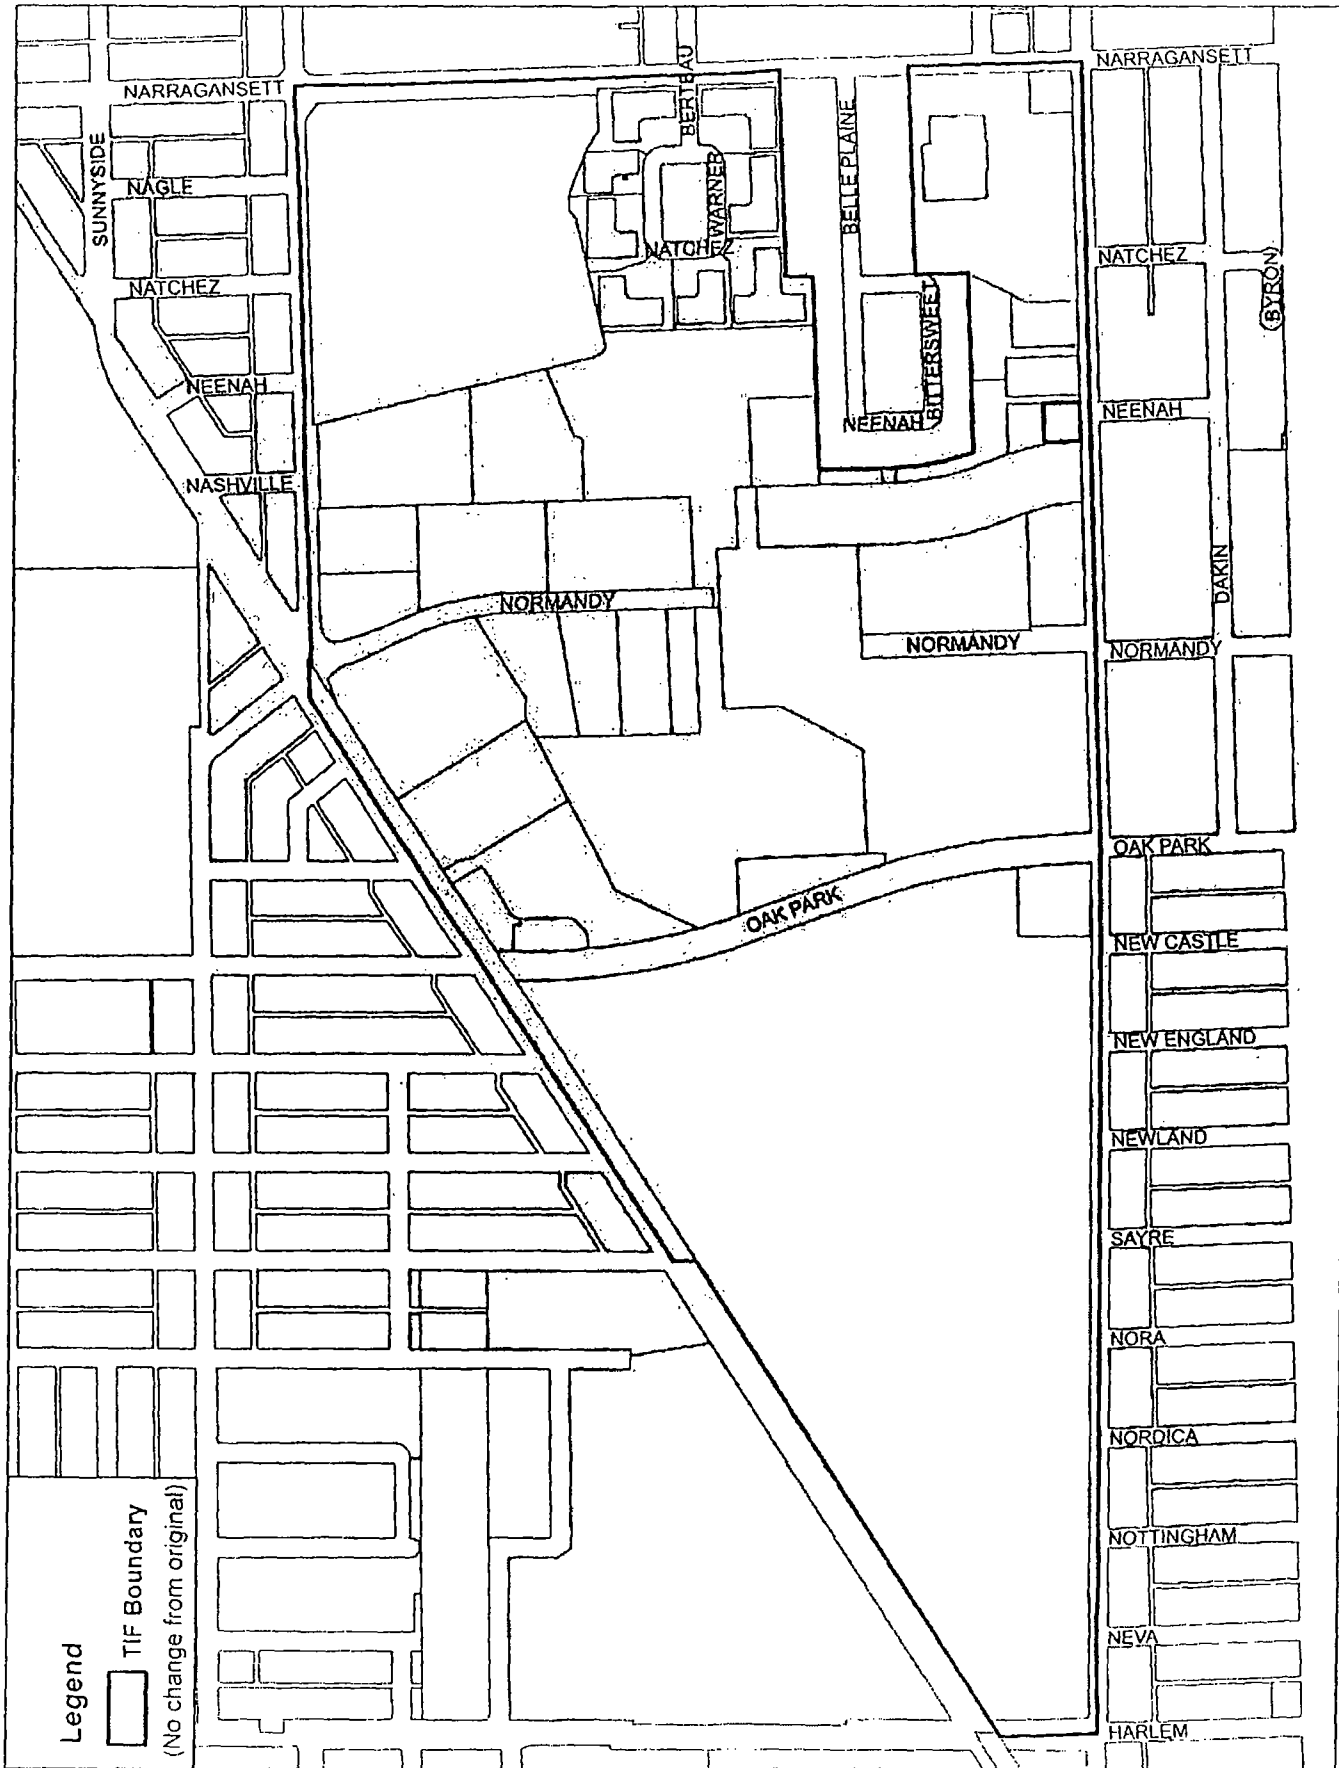 NARRAGANSETT
SUNNYSIDE
NAGLE
NATCHEZ
NEENAH
NASHVILLE
BERTEAU
WARNER
NATCHEZ
BELLE PLAINE
BITTERSWEET
NEENAH
NORMANDY
NORMANDY
OAK PARK
NARRAGANSETT
NATCHEZ
(BYRON)
NEENAH
DAKIN
NORMANDY
OAK PARK
NEW CASTLE
NEW ENGLAND
NEWLAND
SAYRE
NORA
NORDICA
NOTTINGHAM
NEVA
HARLEM
Legend
TIF Boundary
(No change from original)